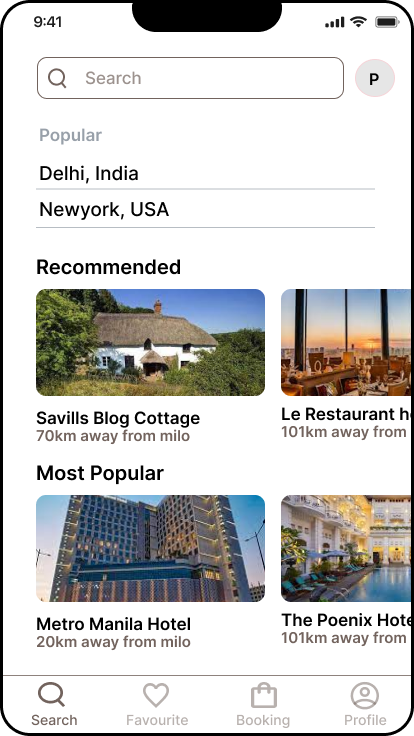 9:41
Search
P
Popular
Delhi, India
Newyork, USA
Recommended
Savills Blog Cottage
70km away from milo
Le Restaurant
101km away from
Most Popular
Metro Manila Hotel
20km away from milo
The Poenix Hote
101km away from
Search
Favourite
Booking
Profile